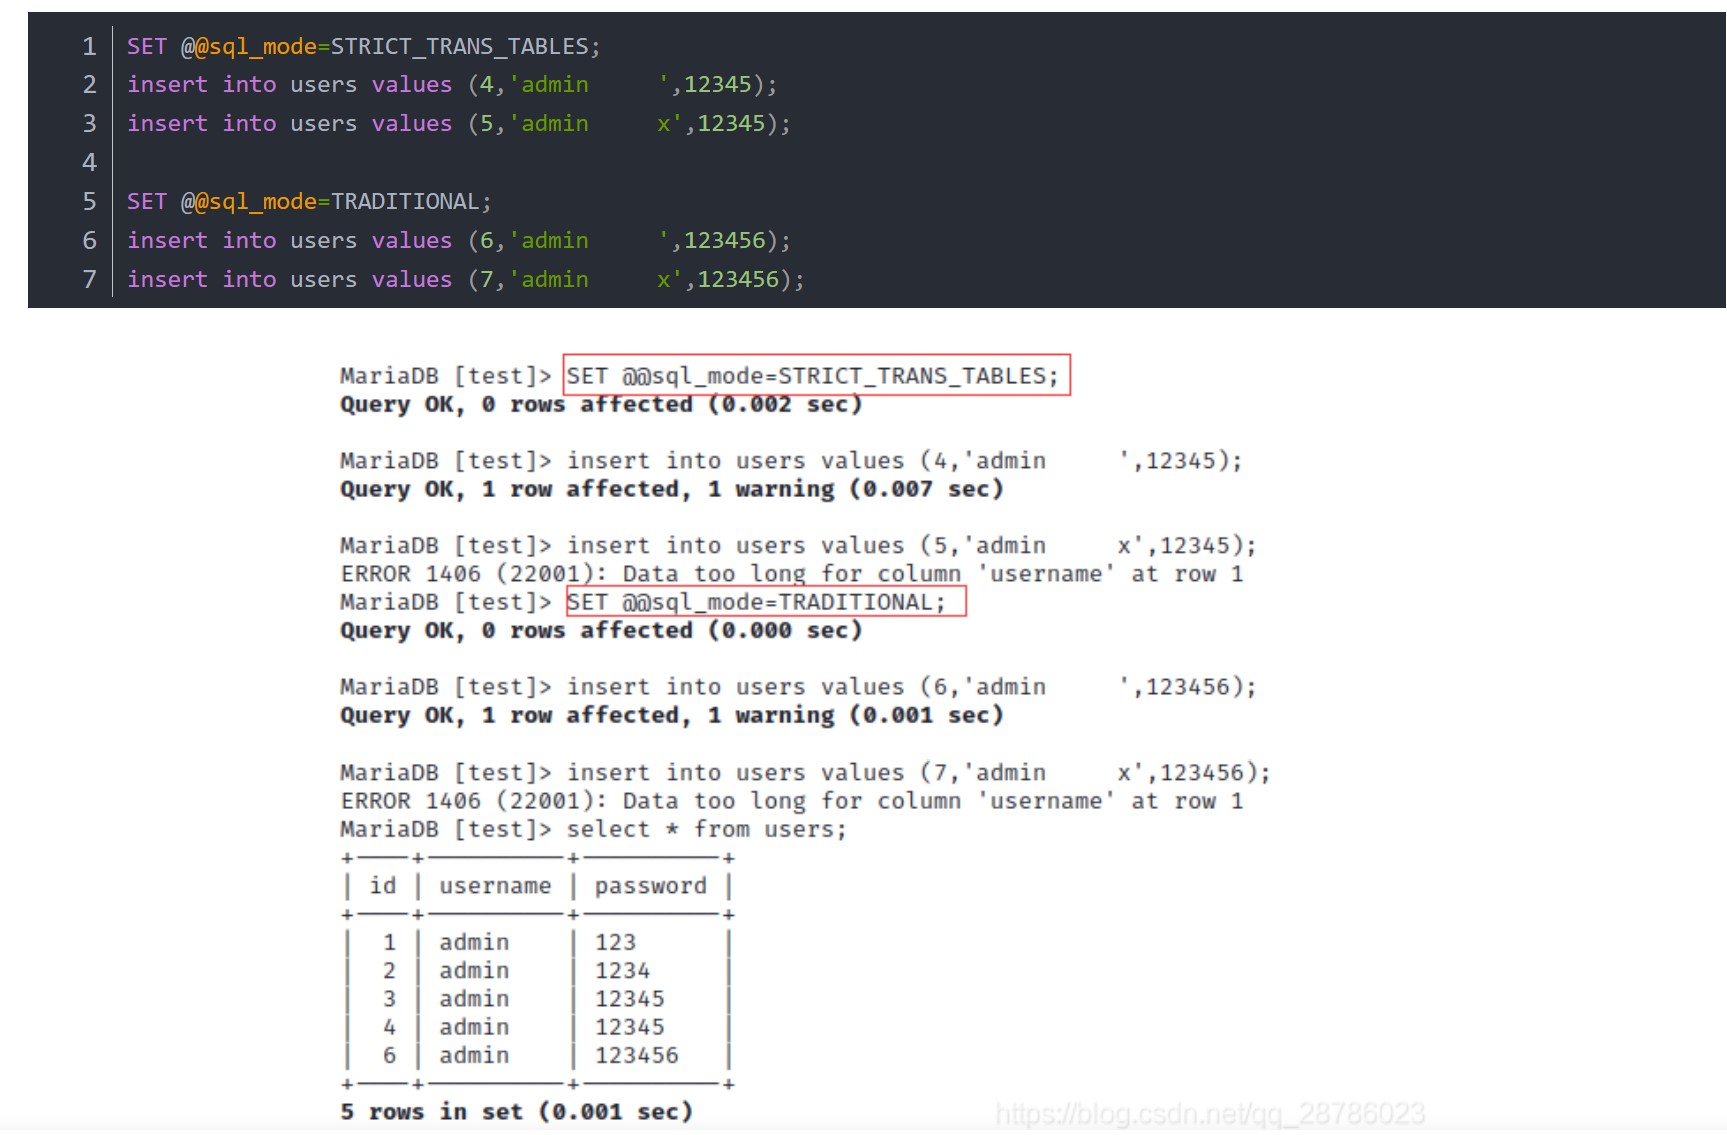 1 SET @@sql_mode=STRICT_TRANS_TABLES;
2 insert into users values (4,'admin     ',12345);
3 insert into users values (5,'admin     x',12345);
4
5 SET @@sql_mode=TRADITIONAL;
6 insert into users values (6,'admin     ',123456);
7 insert into users values (7,'admin     x',123456);
MariaDB [test]> SET @@sql_mode=STRICT_TRANS_TABLES;
Query OK, 0 rows affected (0.002 sec)
MariaDB [test]> insert into users values (4,'admin     ',12345);
Query OK, 1 row affected, 1 warning (0.007 sec)
MariaDB [test]> insert into users values (5,'admin     x',12345);
ERROR 1406 (22001): Data too long for column 'username' at row 1
MariaDB [test]> SET @@sql_mode=TRADITIONAL;
Query OK, 0 rows affected (0.000 sec)
MariaDB [test]> insert into users values (6,'admin     ',123456);
Query OK, 1 row affected, 1 warning (0.001 sec)
MariaDB [test]> insert into users values (7,'admin     x',123456);
ERROR 1406 (22001): Data too long for column 'username' at row 1
MariaDB [test]> select * from users;
+----+----------+----------+
| id | username | password |
+----+----------+----------+
| 1 | admin | 123 |
| 2 | admin | 1234 |
| 3 | admin | 12345 |
| 4 | admin | 12345 |
| 6 | admin | 123456 |
+----+----------+----------+
5 rows in set (0.001 sec)
https://blog.csdn.net/qq_28786023